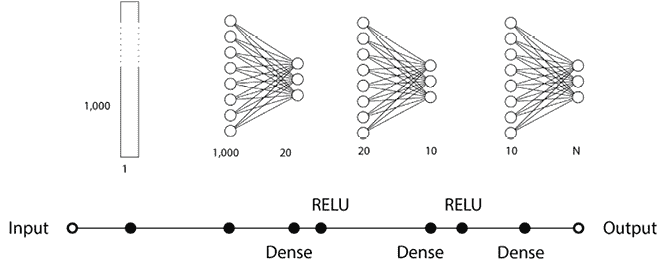 1,000
1
1,000 20
20 10
10 N
RELU RELU
Input Output
Dense Dense Dense